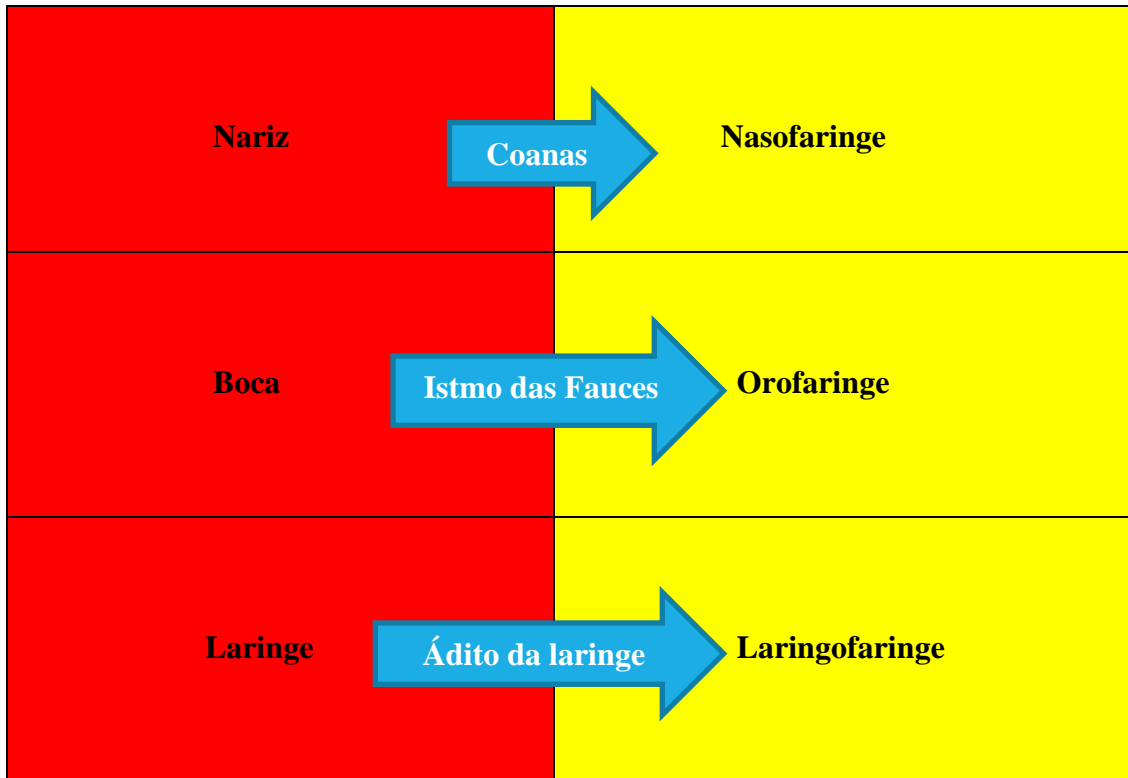 Nariz
Coanas
Nasofaringe
Boca
Istmo das Fauces
Orofaringe
Laringe
Ádito da laringe
Laringofaringe